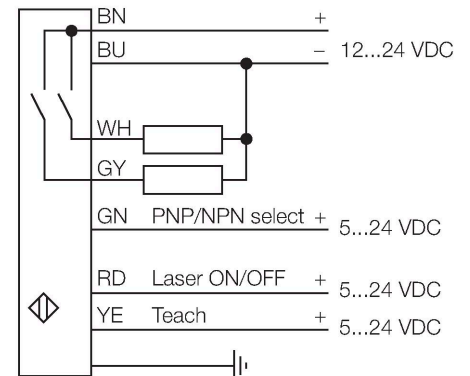 BN +
BU – 12...24 VDC
WH
GY
GN PNP/NPN select + 5...24 VDC
RD Laser ON/OFF + 5...24 VDC
YE Teach + 5...24 VDC